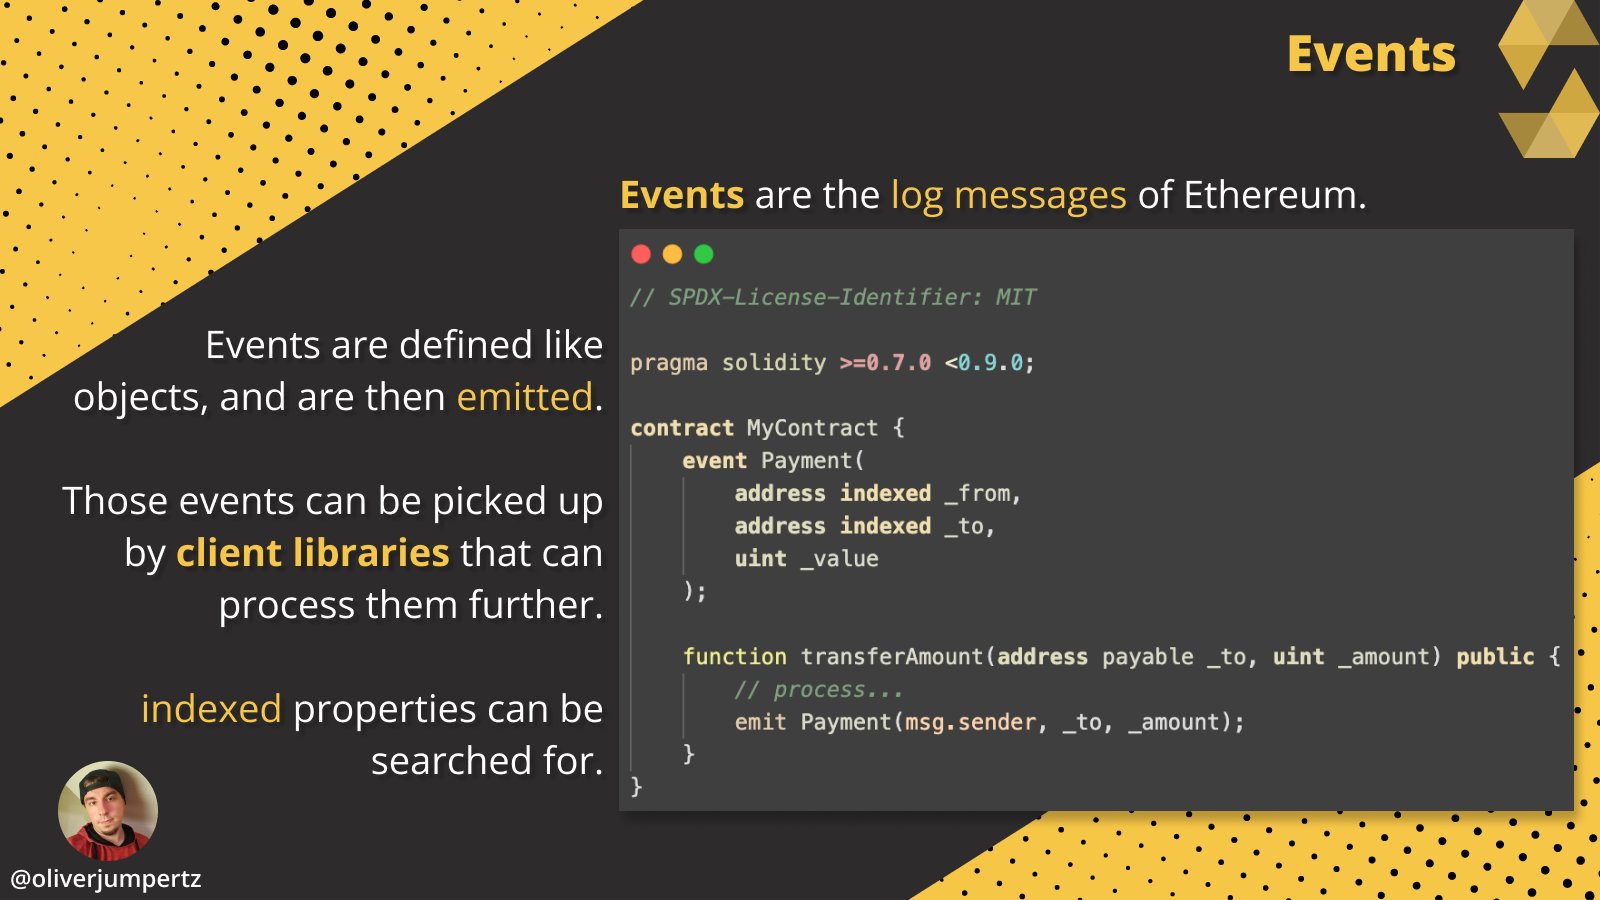 Events
Events are the log messages of Ethereum.
Events are defined like
objects, and are then emitted.
Those events can be picked up
by client libraries that can
process them further.
indexed properties can be
searched for.
// SPDX-License-Identifier: MIT
pragma solidity >=0.7.0 <0.9.0;
contract MyContract {
    event Payment(
        address indexed _from,
        address indexed _to,
        uint _value
    );
    function transferAmount(address payable _to, uint _amount) public {
        // process...
        emit Payment(msg.sender, _to, _amount);
    }
}
@oliverjumpertz